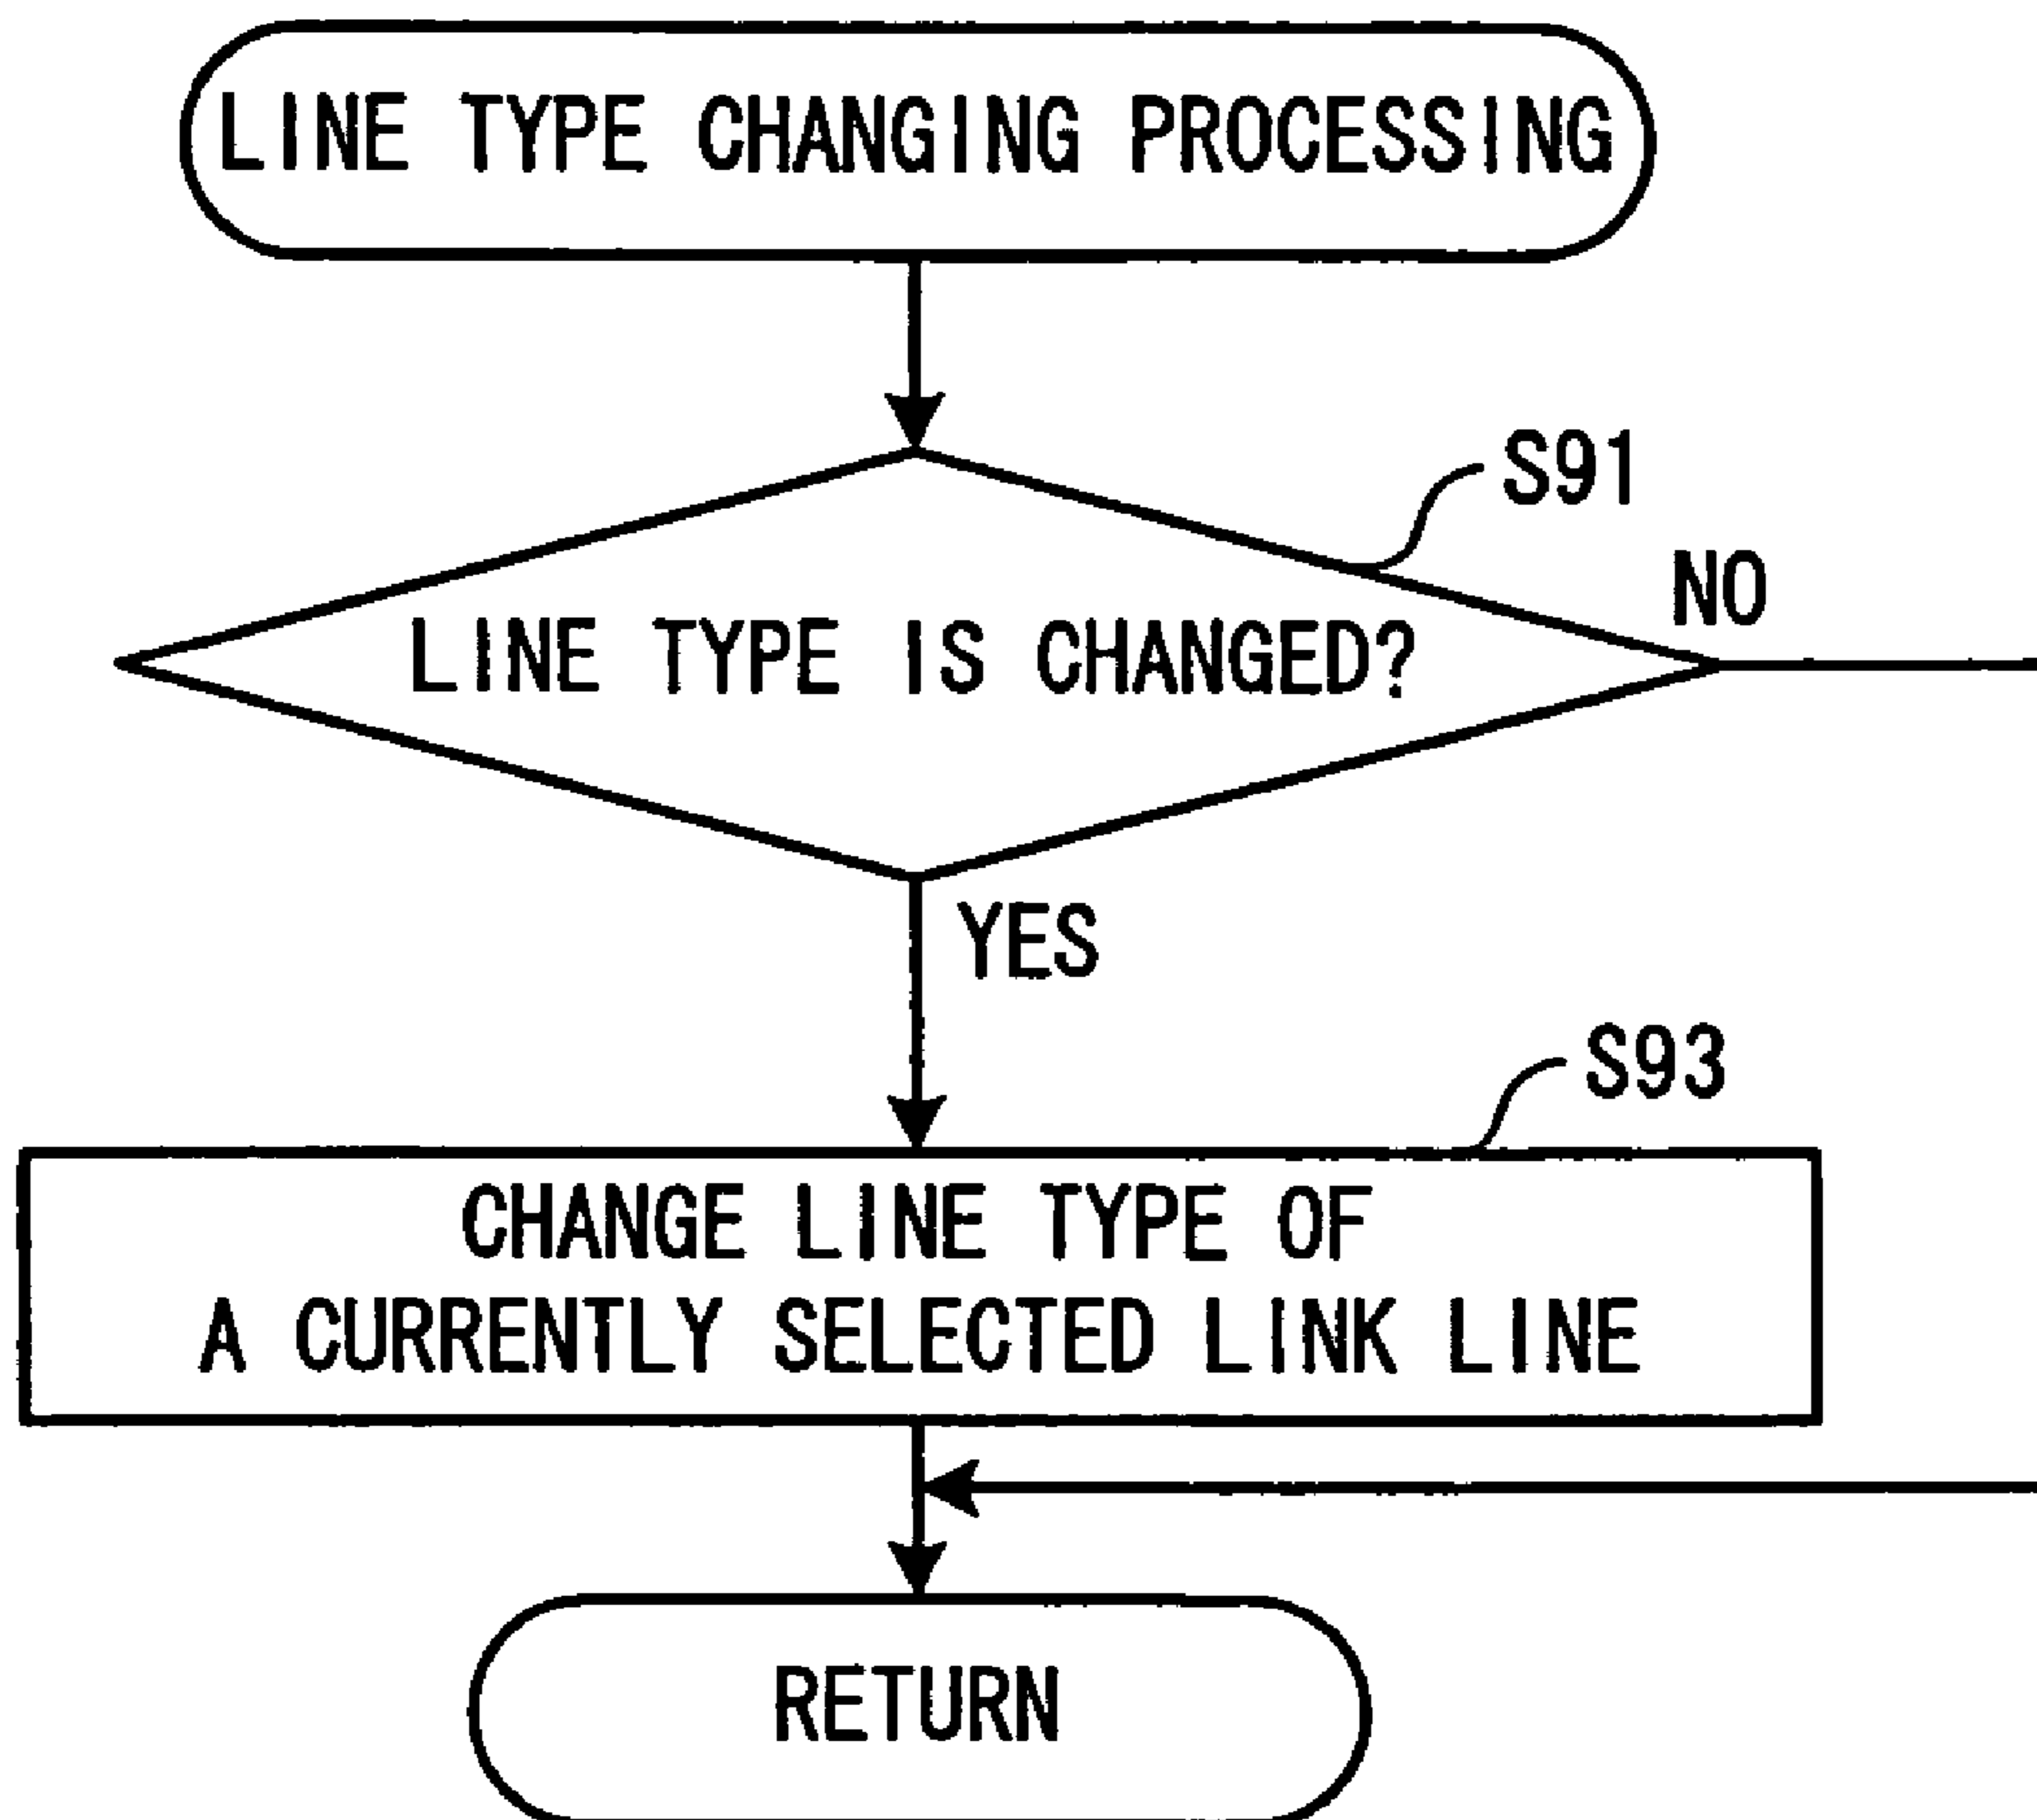 LINE TYPE CHANGING PROCESSING
S91
NO
LINE TYPE IS CHANGED?
YES
S93
CHANGE LINE TYPE OF
A CURRENTLY SELECTED LINK LINE
RETURN